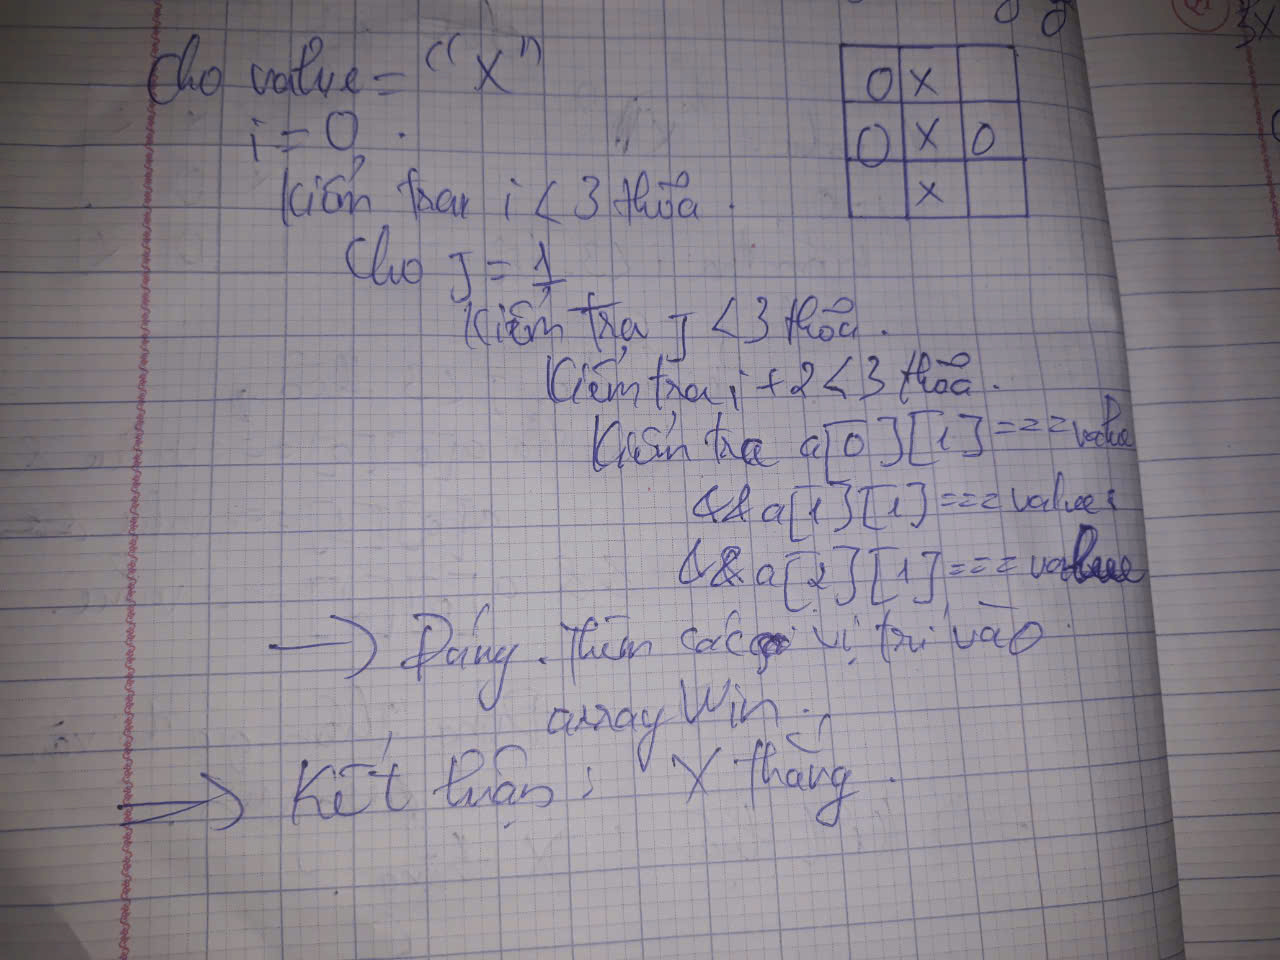 Cho value = "X"
i = 0.
Kiểm tra i < 3 thỏa.
Cho J = 1
Kiểm tra J < 3 thỏa.
Kiểm tra i + 2 < 3 thỏa.
Kiểm tra a[0][1] === value
&& a[1][1] === value
&& a[2][1] === value
→ Đúng. Thêm các vị trí vào
array Win.
→ Kết luận: X thắng.
O X
O X O
X
3x